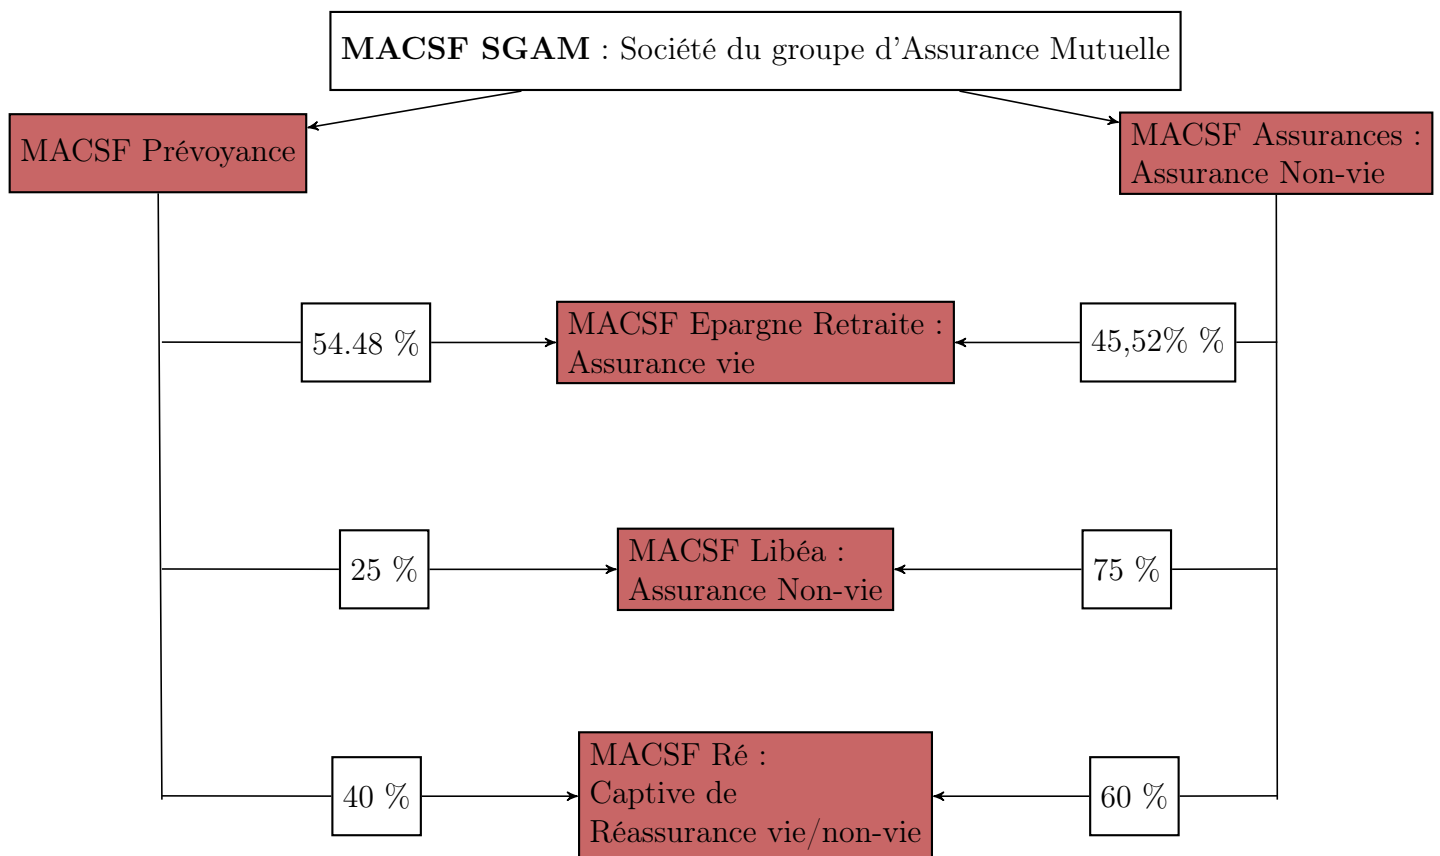 MACSF SGAM : Société du groupe d'Assurance Mutuelle
MACSF Prévoyance
MACSF Assurances :
Assurance Non-vie
54.48 %
MACSF Epargne Retraite :
Assurance vie
45,52% %
25 %
MACSF Libéa :
Assurance Non-vie
75 %
40 %
MACSF Ré :
Captive de
Réassurance vie/non-vie
60 %